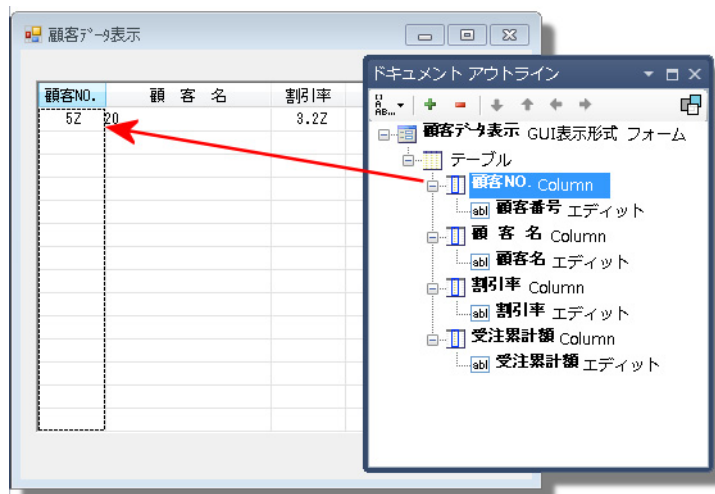 顧客ﾃﾞｰﾀ表示
顧客NO.
顧 客 名
割引率
5Z
20
3.2Z
ドキュメント アウトライン
顧客ﾃﾞｰﾀ表示 GUI表示形式 フォーム
テーブル
顧客NO. Column
abl 顧客番号 エディット
顧 客 名 Column
abl 顧客名 エディット
割引率 Column
abl 割引率 エディット
受注累計額 Column
abl 受注累計額 エディット